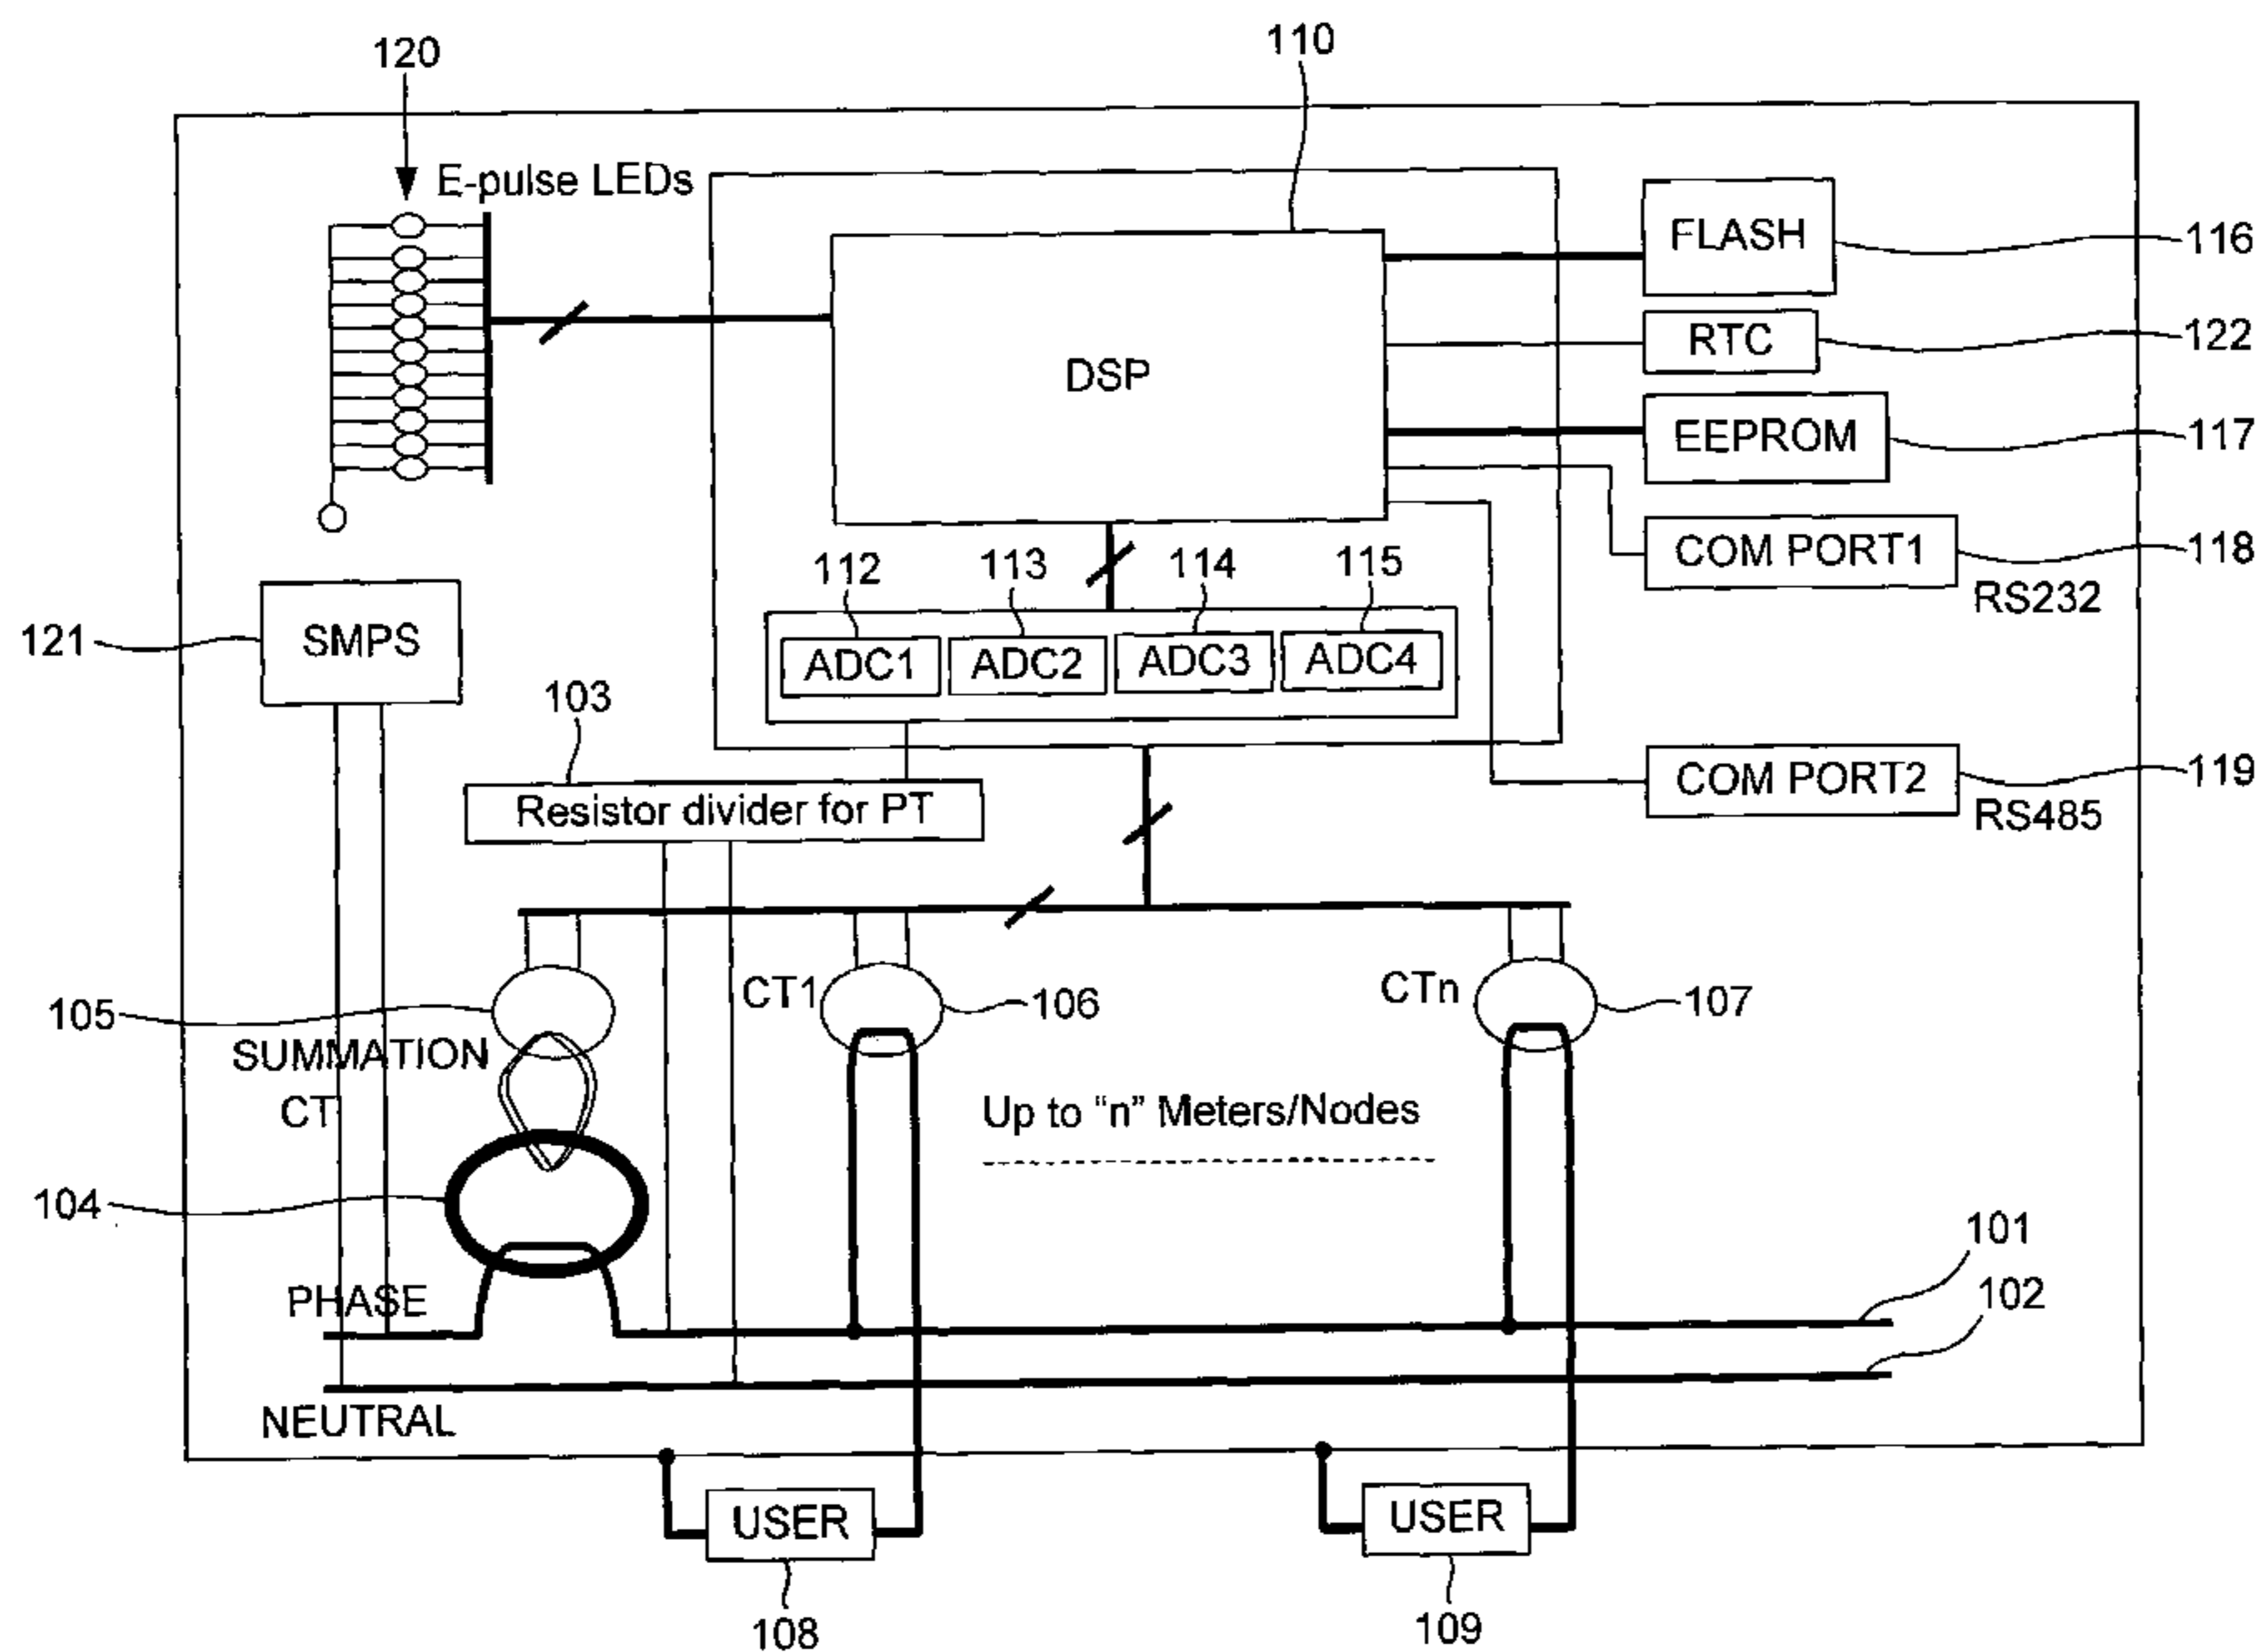 120
110
E-pulse LEDs
FLASH
116
RTC
122
DSP
EEPROM
117
COM PORT1
118
RS232
112
113
114
115
ADC1
ADC2
ADC3
ADC4
121
SMPS
103
Resistor divider for PT
COM PORT2
119
RS485
105
SUMMATION
CT
CT1
106
CTn
107
Up to “n” Meters/Nodes
104
101
102
PHASE
NEUTRAL
USER
USER
108
109